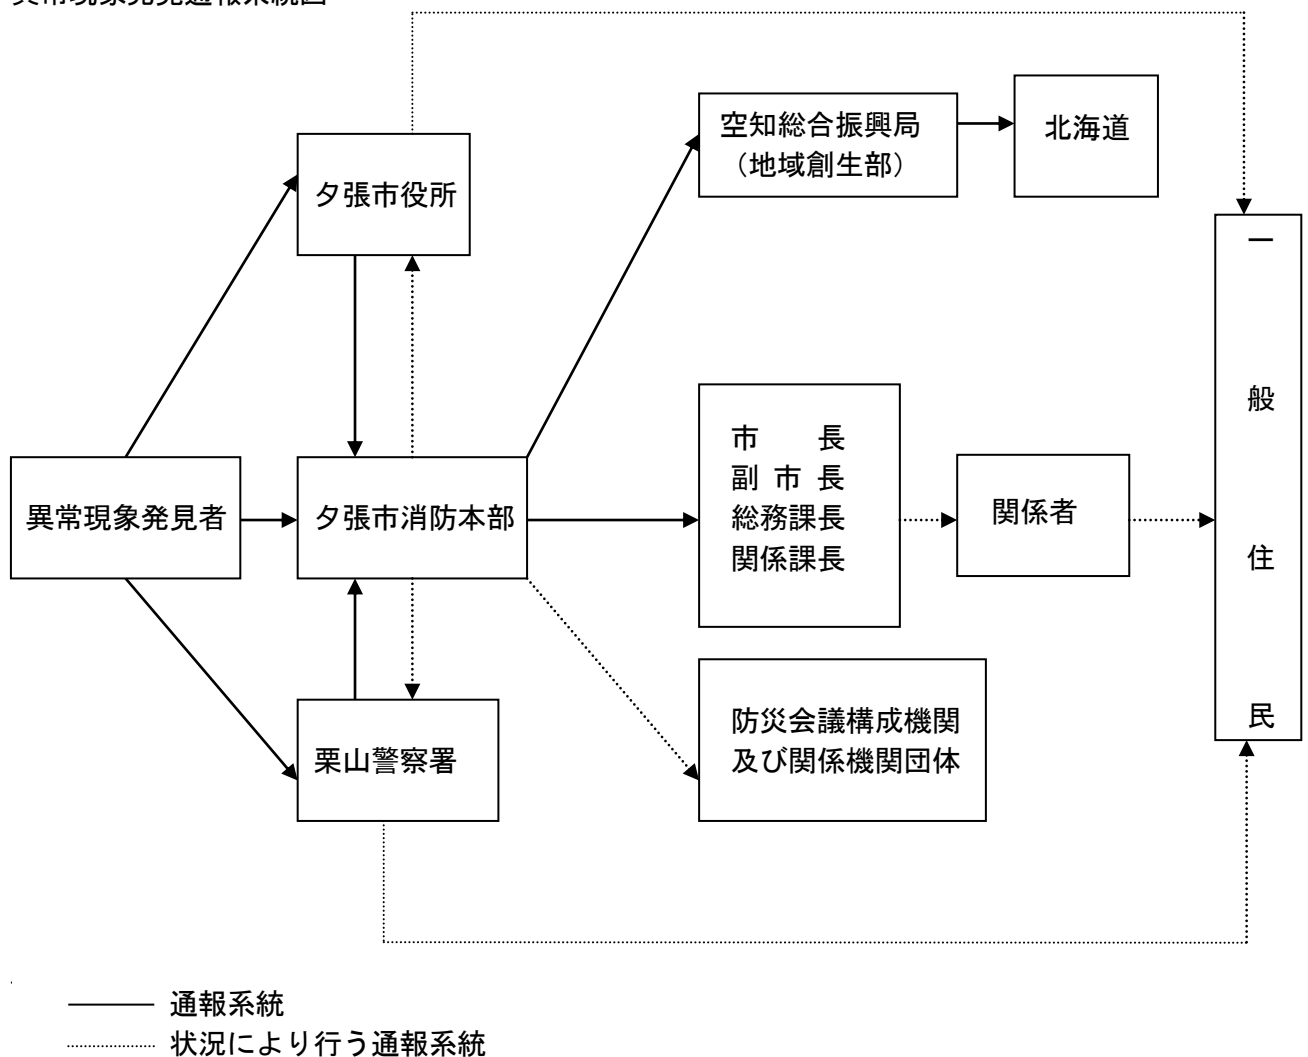 空知総合振興局
（地域創生部）
北海道
夕張市役所
一般住民
市長
副市長
総務課長
関係課長
関係者
異常現象発見者
夕張市消防本部
防災会議構成機関
及び関係機関団体
栗山警察署
通報系統
状況により行う通報系統